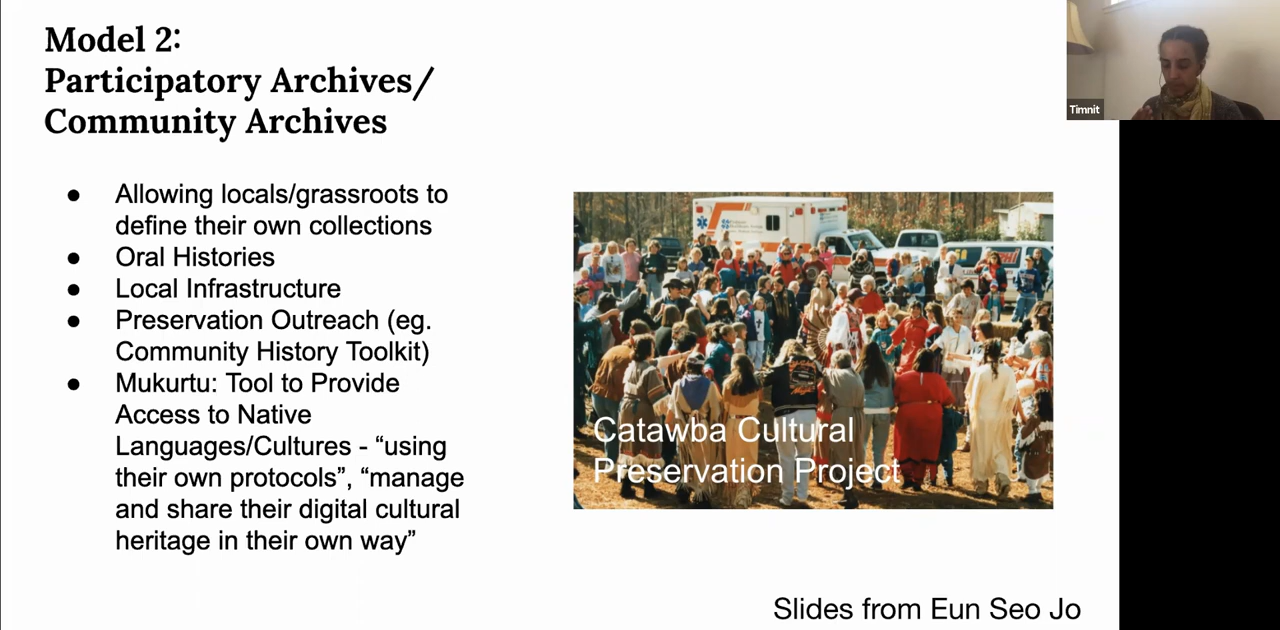 Model 2:
Participatory Archives/
Community Archives
● Allowing locals/grassroots to
define their own collections
● Oral Histories
● Local Infrastructure
● Preservation Outreach (eg.
Community History Toolkit)
● Mukurtu: Tool to Provide
Access to Native
Languages/Cultures - “using
their own protocols”, “manage
and share their digital cultural
heritage in their own way”
Catawba Cultural
Preservation Project
Slides from Eun Seo Jo
Timnit